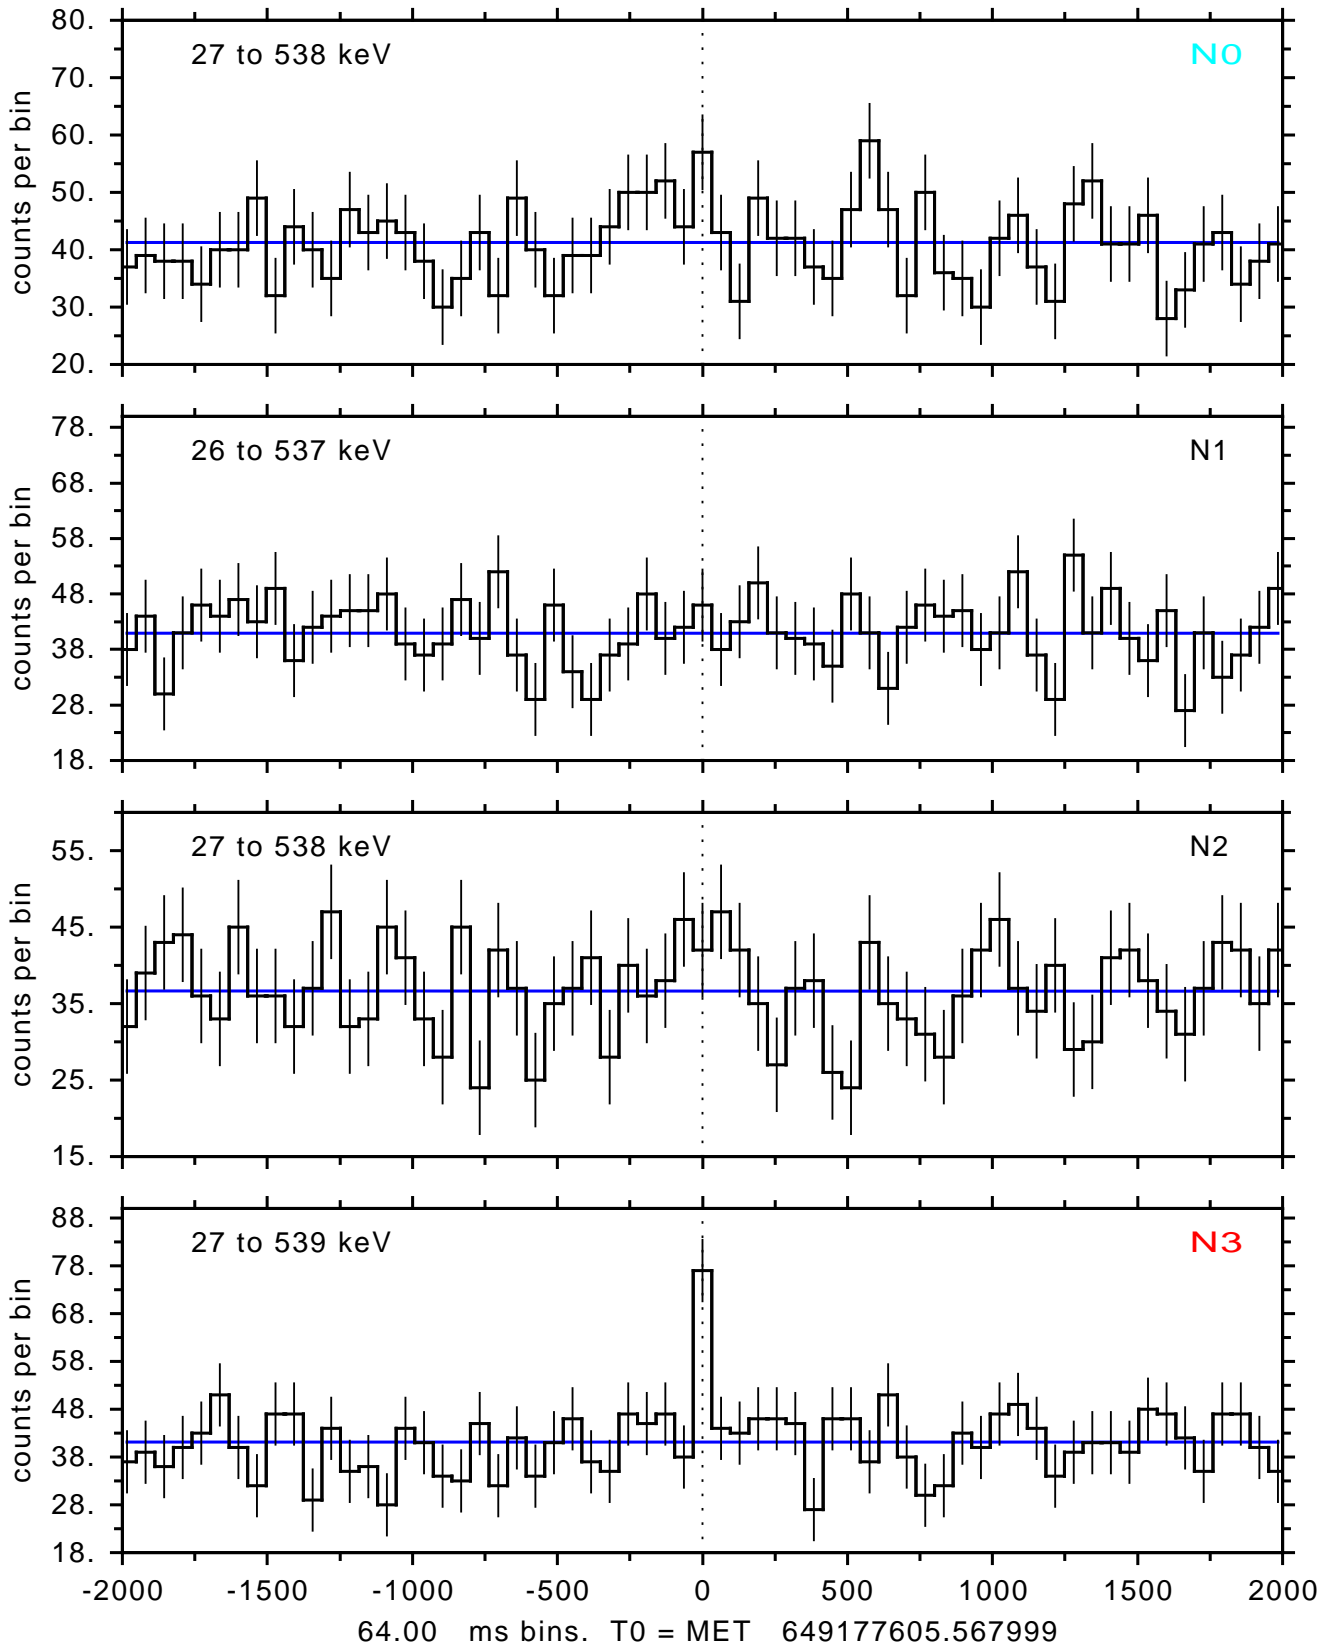 80.
70.
60.
50.
40.
30.
20.
counts per bin
27 to 538 keV
N0
78.
68.
58.
48.
38.
28.
18.
counts per bin
26 to 537 keV
N1
55.
45.
35.
25.
15.
counts per bin
27 to 538 keV
N2
88.
78.
68.
58.
48.
38.
28.
18.
counts per bin
27 to 539 keV
N3
-2000 -1500 -1000 -500 0 500 1000 1500 2000
64.00 ms bins. T0 = MET 649177605.567999